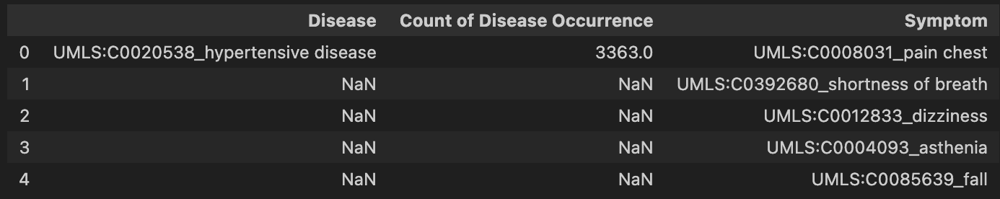 Disease Count of Disease Occurrence Symptom
0 UMLS:C0020538_hypertensive disease 3363.0 UMLS:C0008031_pain chest
1 NaN NaN UMLS:C0392680_shortness of breath
2 NaN NaN UMLS:C0012833_dizziness
3 NaN NaN UMLS:C0004093_asthenia
4 NaN NaN UMLS:C0085639_fall